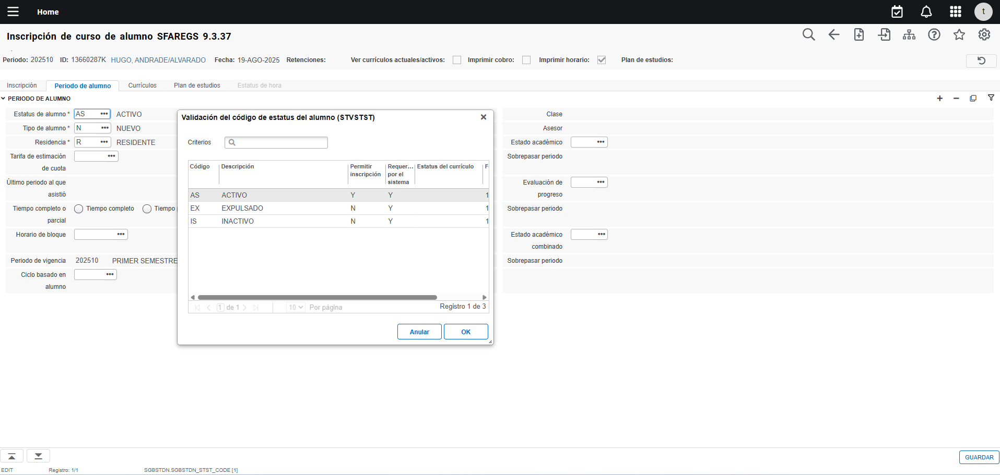 Home
t
Inscripción de curso de alumno SFAREGS 9.3.37
Periodo: 202510 ID: 13660287K HUGO, ANDRADE/ALVARADO Fecha: 19-AGO-2025 Retenciones: Ver currículos actuales/activos: Imprimir cobro: Imprimir horario: Plan de estudios:
Inscripción Periodo de alumno Currículos Plan de estudios Estatus de hora
PERIODO DE ALUMNO
Estatus de alumno * AS ACTIVO
Tipo de alumno * N NUEVO
Residencia * R RESIDENTE
Tarifa de estimación
de cuota
Último periodo al que
asistió
Tiempo completo o
parcial
Tiempo completo Tiempo
Horario de bloque
Periodo de vigencia 202510 PRIMER SEMESTRE
Ciclo basado en
alumno
Validación del código de estatus del alumno (STVSTST)
Criterios
Código Descripción Permitir
inscripción Requer...
por el
sistema Estatus del currículo F
AS ACTIVO Y Y 1
EX EXPULSADO N Y 1
IS INACTIVO N Y 1
1 de 1 10 Por página Registro 1 de 3
Anular OK
Clase
Asesor
Estado académico
Sobrepasar periodo
Evaluación de
progreso
Sobrepasar periodo
Estado académico
combinado
Sobrepasar periodo
GUARDAR
EDIT Registro: 1/1 SGBSTDN.SGBSTDN_STST_CODE [1]